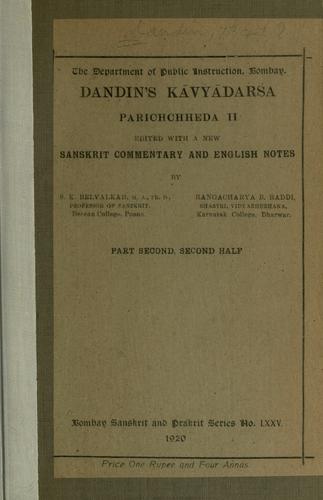 The Department of Public Instruction, Bombay.
DANDIN'S KĀVYĀDARSA
PARICHCHHEDA II
EDITED WITH A NEW
SANSKRIT COMMENTARY AND ENGLISH NOTES
BY
S. K. BELVALKAR, M. A., PH. D.,
PROFESSOR OF SANSKRIT,
Deccan College, Poona.
RANGACHARYA B. RADDI,
SHASTRI, VIDYABHUSHANA,
Karnatak College, Dharwar.
PART SECOND, SECOND HALF
Bombay Sanskrit and Prakrit Series No. LXXV.
1920
Price One Rupee and Four Annas.